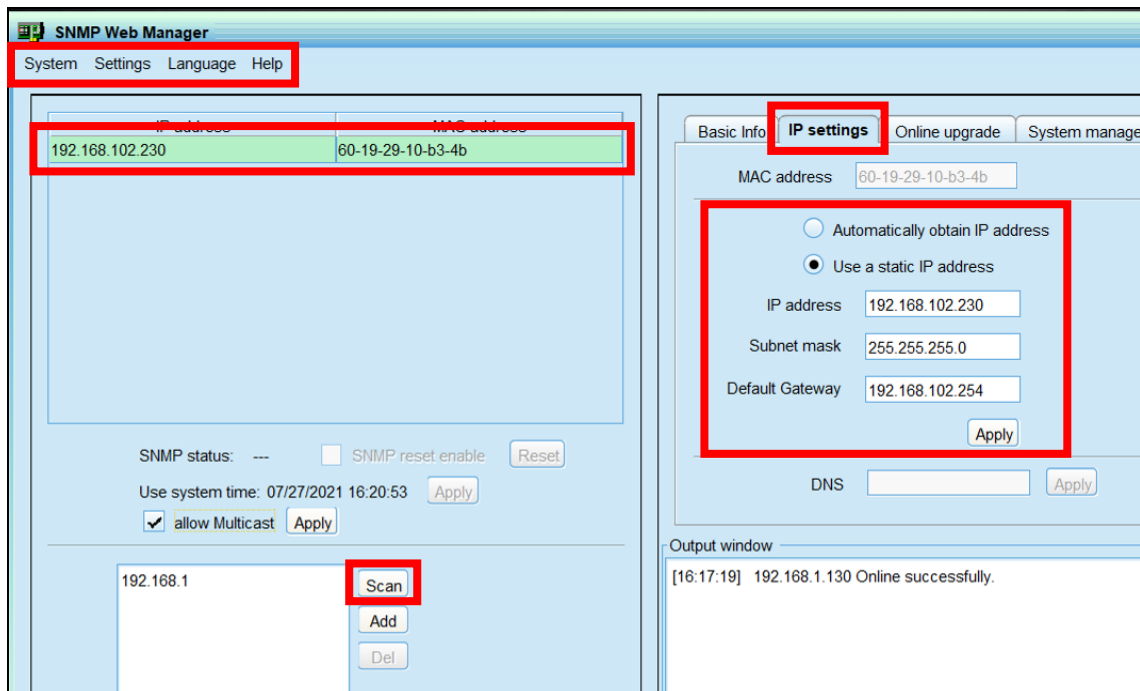 SNMP Web Manager
System Settings Language Help
IP address MAC address
192.168.102.230 60-19-29-10-b3-4b
SNMP status: --- SNMP reset enable Reset
Use system time: 07/27/2021 16:20:53 Apply
allow Multicast Apply
192.168.1
Scan
Add
Del
Basic Info IP settings Online upgrade System manage
MAC address 60-19-29-10-b3-4b
Automatically obtain IP address
Use a static IP address
IP address 192.168.102.230
Subnet mask 255.255.255.0
Default Gateway 192.168.102.254
Apply
DNS Apply
Output window
[16:17:19] 192.168.1.130 Online successfully.